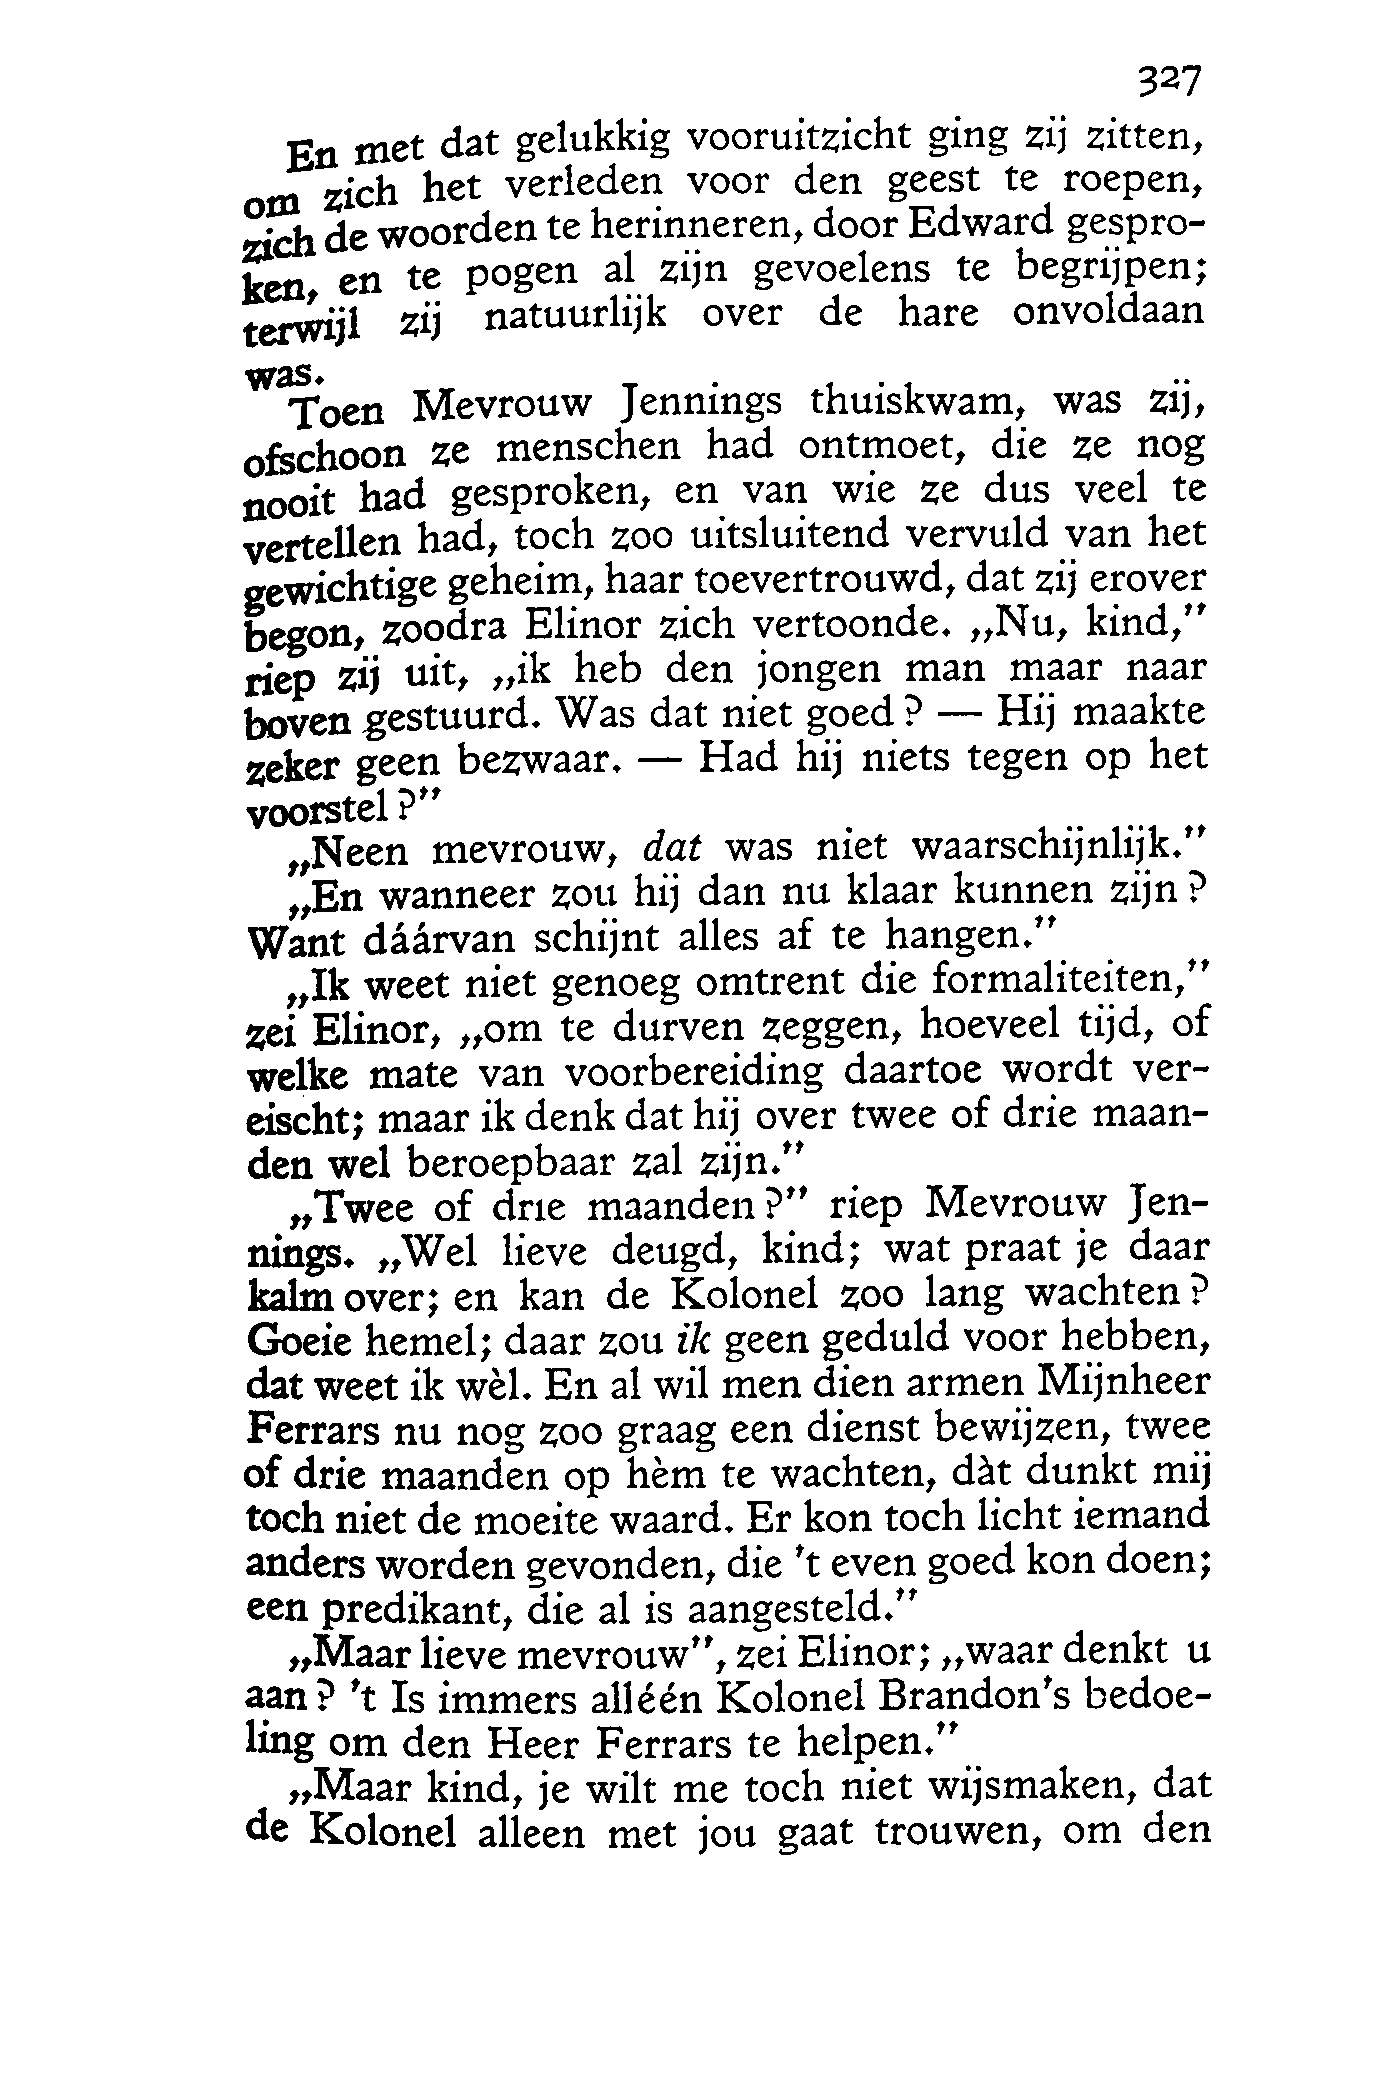 327
En met dat gelukkig vooruitzicht ging zij zitten,
om zich het verleden voor den geest te roepen,
zich de woorden te herinneren, door Edward gespro-
ken, en te pogen al zijn gevoelens te begrijpen;
terwijl zij natuurlijk over de hare onvoldaan
was.
Toen Mevrouw Jennings thuiskwam, was zij,
ofschoon ze menschen had ontmoet, die ze nog
nooit had gesproken, en van wie ze dus veel te
vertellen had, toch zoo uitsluitend vervuld van het
gewichtige geheim, haar toevertrouwd, dat zij erover
begon, zoodra Elinor zich vertoonde. „Nu, kind,”
riep zij uit, „ik heb den jongen man maar naar
boven gestuurd. Was dat niet goed? — Hij maakte
zeker geen bezwaar. — Had hij niets tegen op het
voorstel?”
„Neen mevrouw, dat was niet waarschijnlijk.”
„En wanneer zou hij dan nu klaar kunnen zijn?
Want dáárvan schijnt alles af te hangen.”
„Ik weet niet genoeg omtrent die formaliteiten,”
zei Elinor, „om te durven zeggen, hoeveel tijd, of
welke mate van voorbereiding daartoe wordt ver-
eischt; maar ik denk dat hij over twee of drie maan-
den wel beroepbaar zal zijn.”
„Twee of drie maanden?” riep Mevrouw Jen-
nings. „Wel lieve deugd, kind; wat praat je daar
kalm over; en kan de Kolonel zoo lang wachten?
Goeie hemel; daar zou ik geen geduld voor hebben,
dat weet ik wèl. En al wil men dien armen Mijnheer
Ferrars nu nog zoo graag een dienst bewijzen, twee
of drie maanden op hèm te wachten, dàt dunkt mij
toch niet de moeite waard. Er kon toch licht iemand
anders worden gevonden, die 't even goed kon doen;
een predikant, die al is aangesteld.”
„Maar lieve mevrouw”, zei Elinor; „waar denkt u
aan? 't Is immers alléén Kolonel Brandon's bedoe-
ling om den Heer Ferrars te helpen.”
„Maar kind, je wilt me toch niet wijsmaken, dat
de Kolonel alleen met jou gaat trouwen, om den